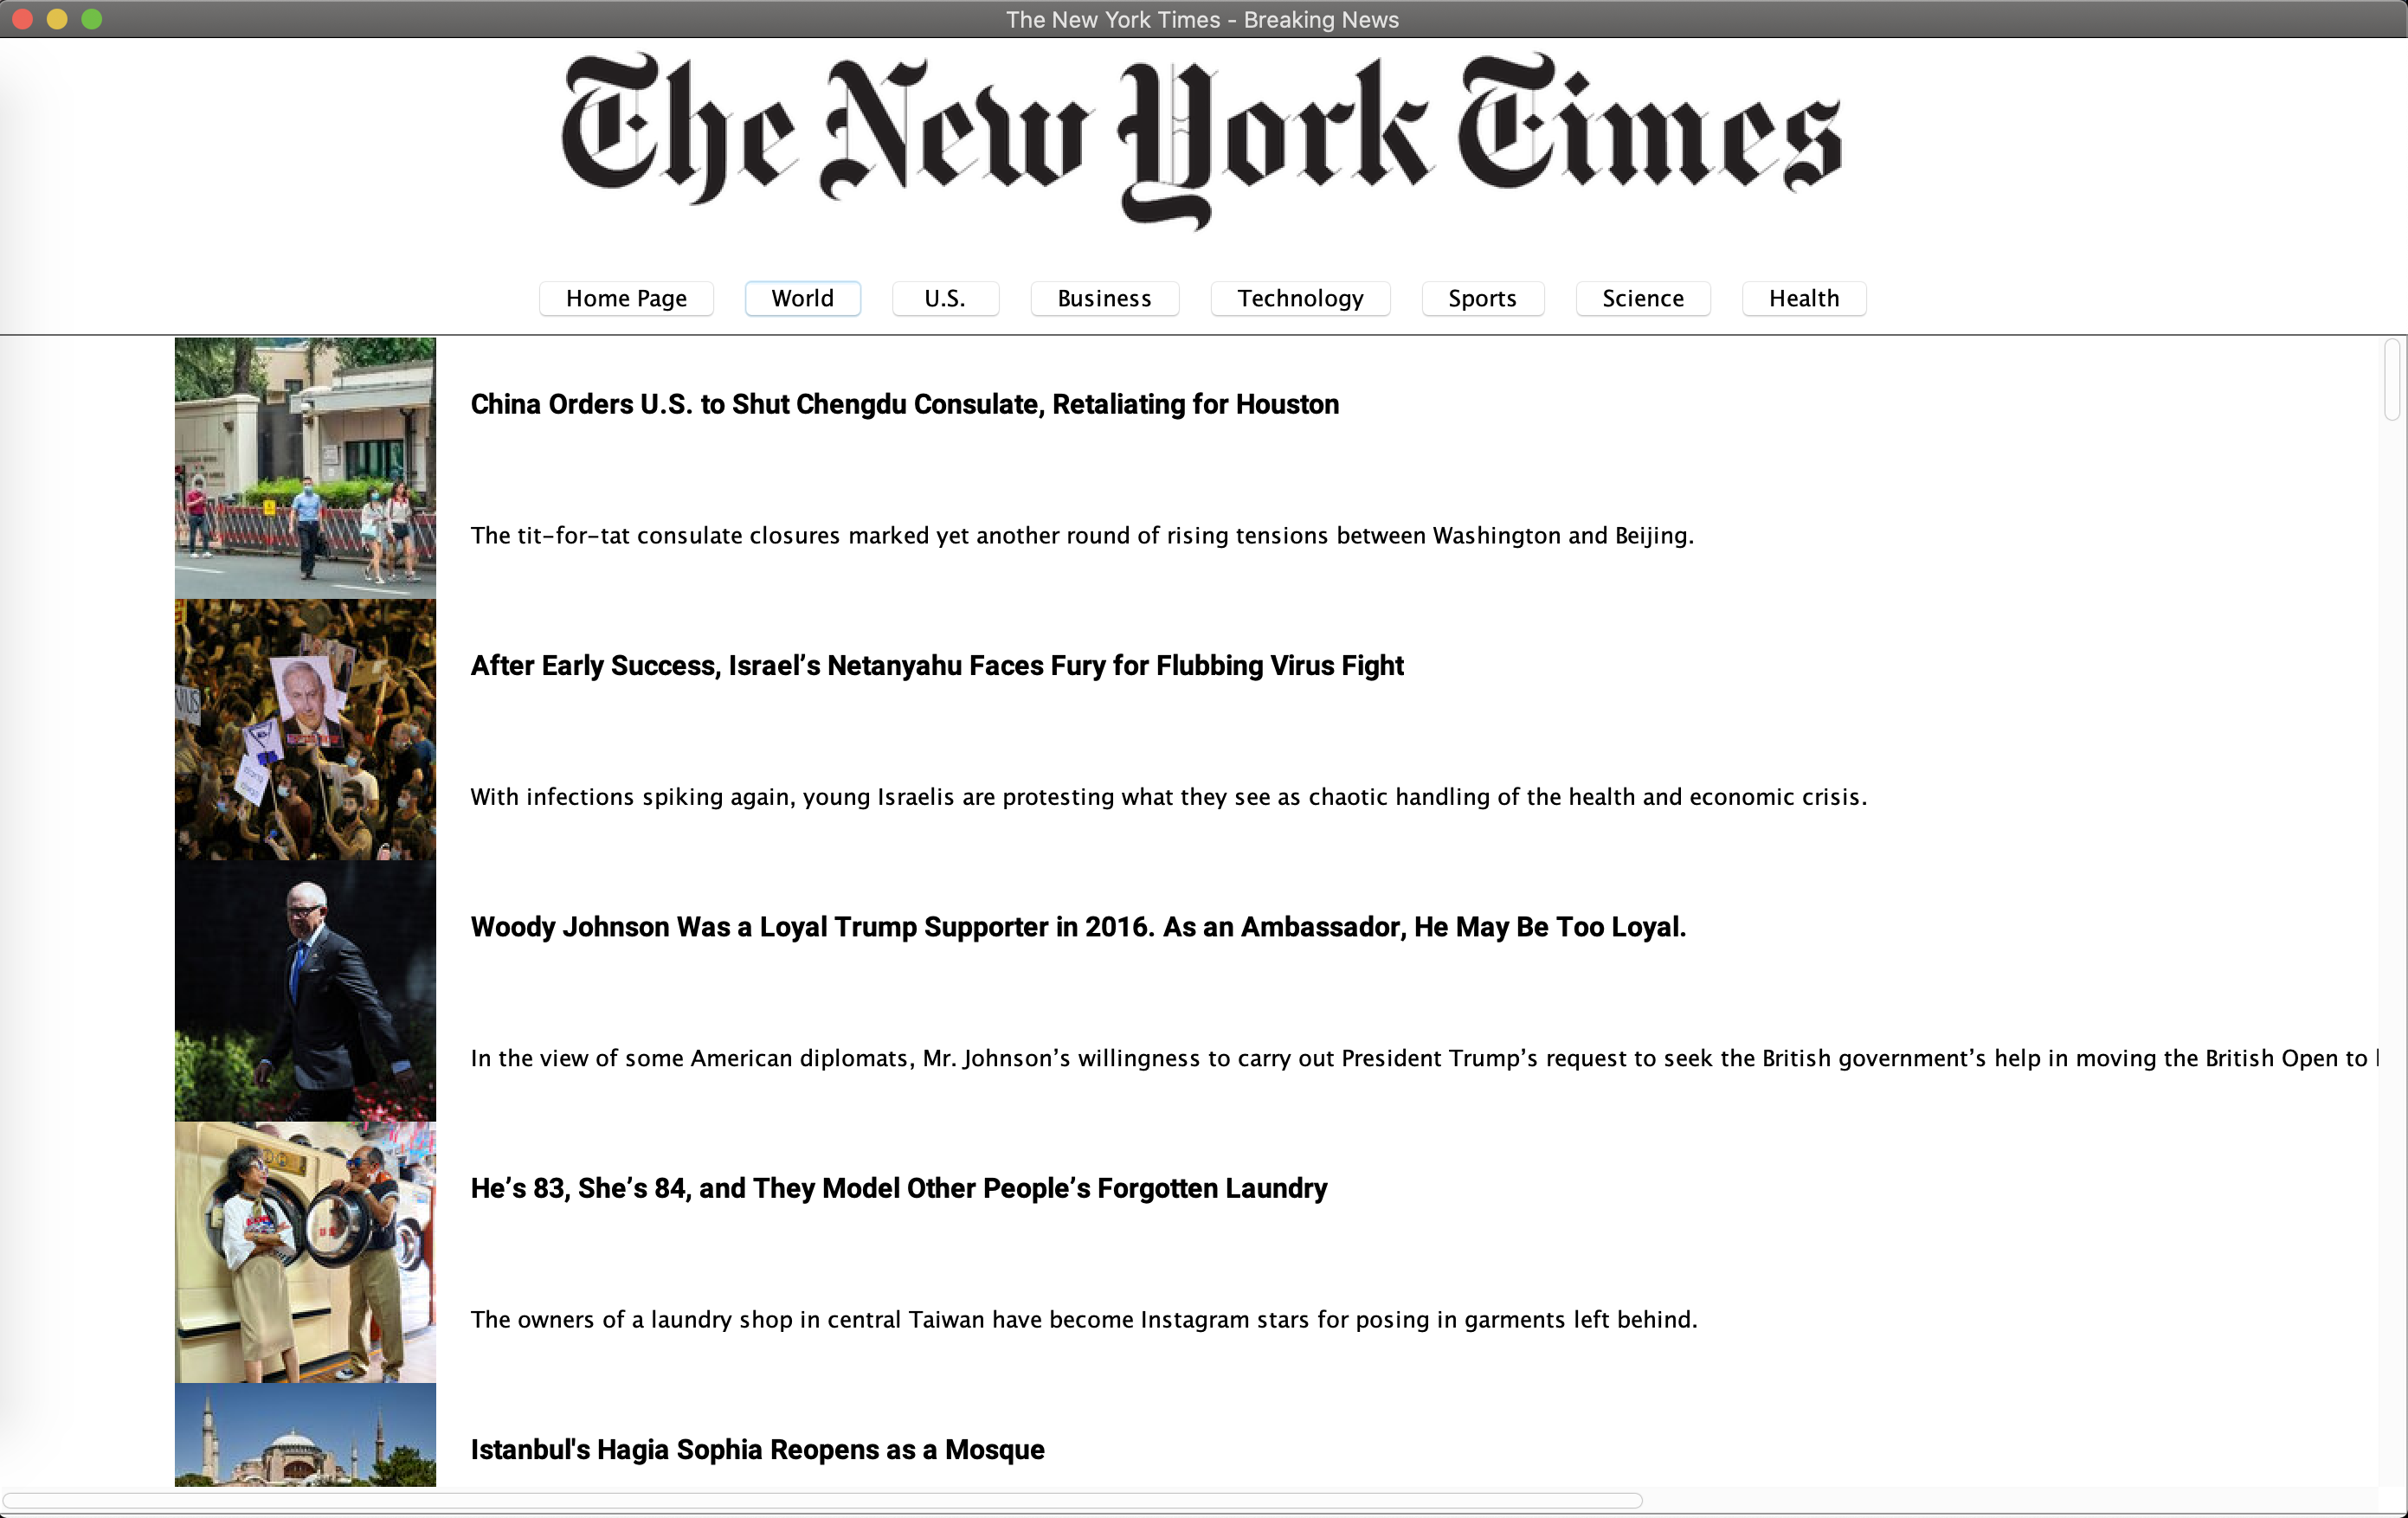 The New York Times - Breaking News
The New York Times
Home Page World U.S. Business Technology Sports Science Health
China Orders U.S. to Shut Chengdu Consulate, Retaliating for Houston
The tit-for-tat consulate closures marked yet another round of rising tensions between Washington and Beijing.
After Early Success, Israel’s Netanyahu Faces Fury for Flubbing Virus Fight
With infections spiking again, young Israelis are protesting what they see as chaotic handling of the health and economic crisis.
Woody Johnson Was a Loyal Trump Supporter in 2016. As an Ambassador, He May Be Too Loyal.
In the view of some American diplomats, Mr. Johnson’s willingness to carry out President Trump’s request to seek the British government’s help in moving the British Open to
He’s 83, She’s 84, and They Model Other People’s Forgotten Laundry
The owners of a laundry shop in central Taiwan have become Instagram stars for posing in garments left behind.
Istanbul's Hagia Sophia Reopens as a Mosque